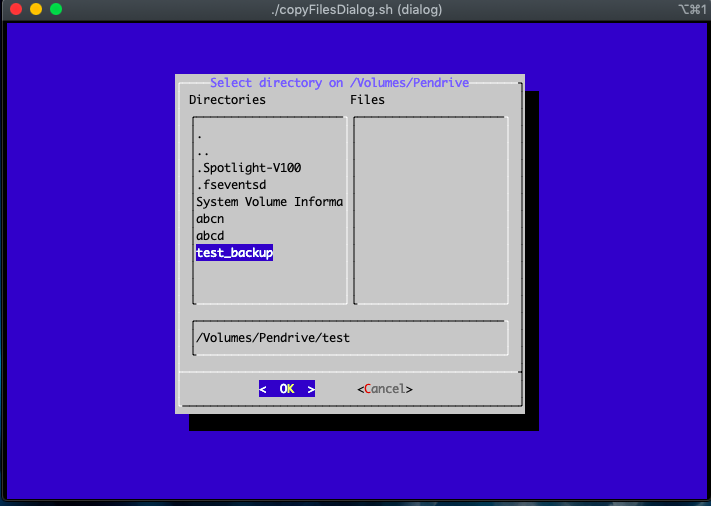 ./copyFilesDialog.sh (dialog)
⌥⌘1
Select directory on /Volumes/Pendrive
Directories Files
.
..
.Spotlight-V100
.fseventsd
System Volume Informa
abcn
abcd
test_backup
/Volumes/Pendrive/test
< OK > <Cancel>